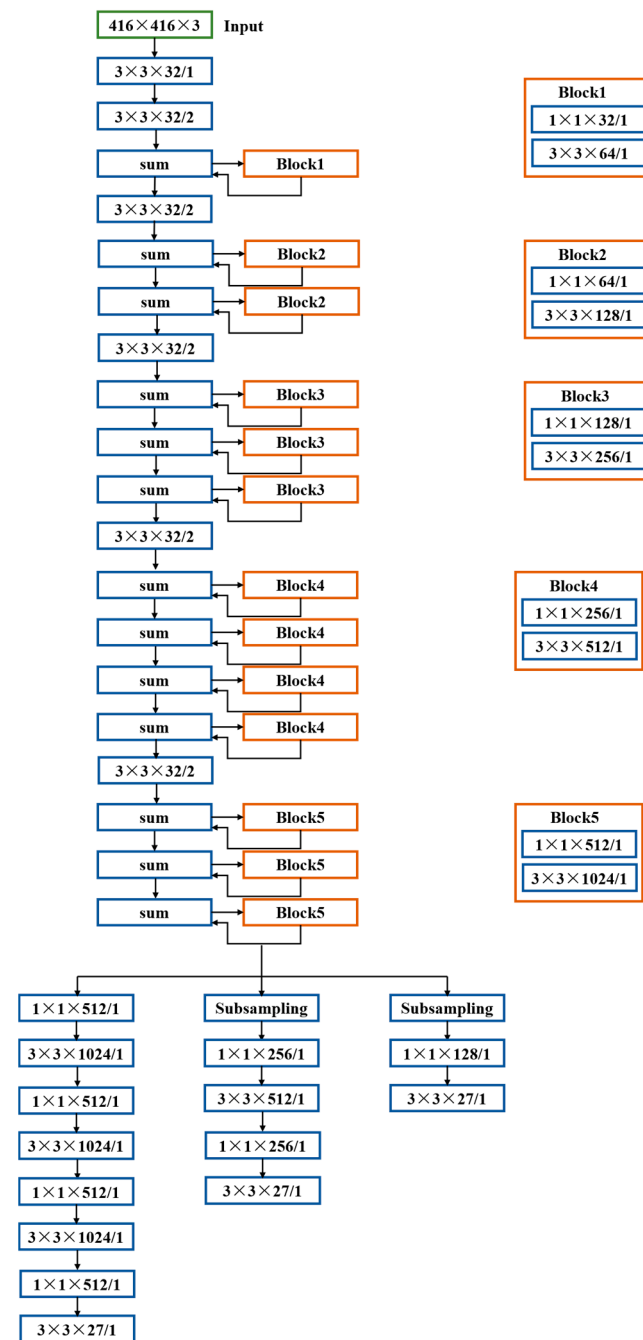 416×416×3 Input
3×3×32/1
3×3×32/2
sum Block1
3×3×32/2
sum Block2
sum Block2
3×3×32/2
sum Block3
sum Block3
sum Block3
3×3×32/2
sum Block4
sum Block4
sum Block4
sum Block4
3×3×32/2
sum Block5
sum Block5
sum Block5
Block1
1×1×32/1
3×3×64/1
Block2
1×1×64/1
3×3×128/1
Block3
1×1×128/1
3×3×256/1
Block4
1×1×256/1
3×3×512/1
Block5
1×1×512/1
3×3×1024/1
1×1×512/1
3×3×1024/1
1×1×512/1
3×3×1024/1
1×1×512/1
3×3×1024/1
1×1×512/1
3×3×27/1
Subsampling
1×1×256/1
3×3×512/1
1×1×256/1
3×3×27/1
Subsampling
1×1×128/1
3×3×27/1